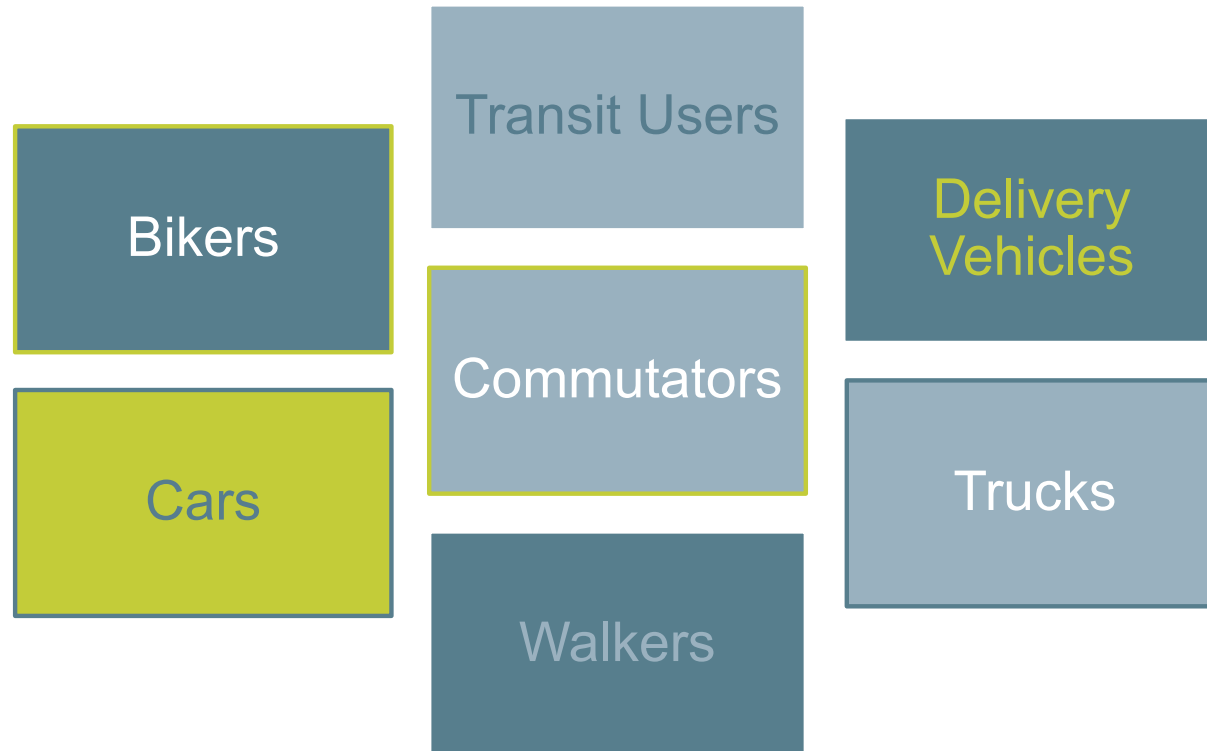 Transit Users
Bikers
Delivery
Vehicles
Commutators
Cars
Trucks
Walkers